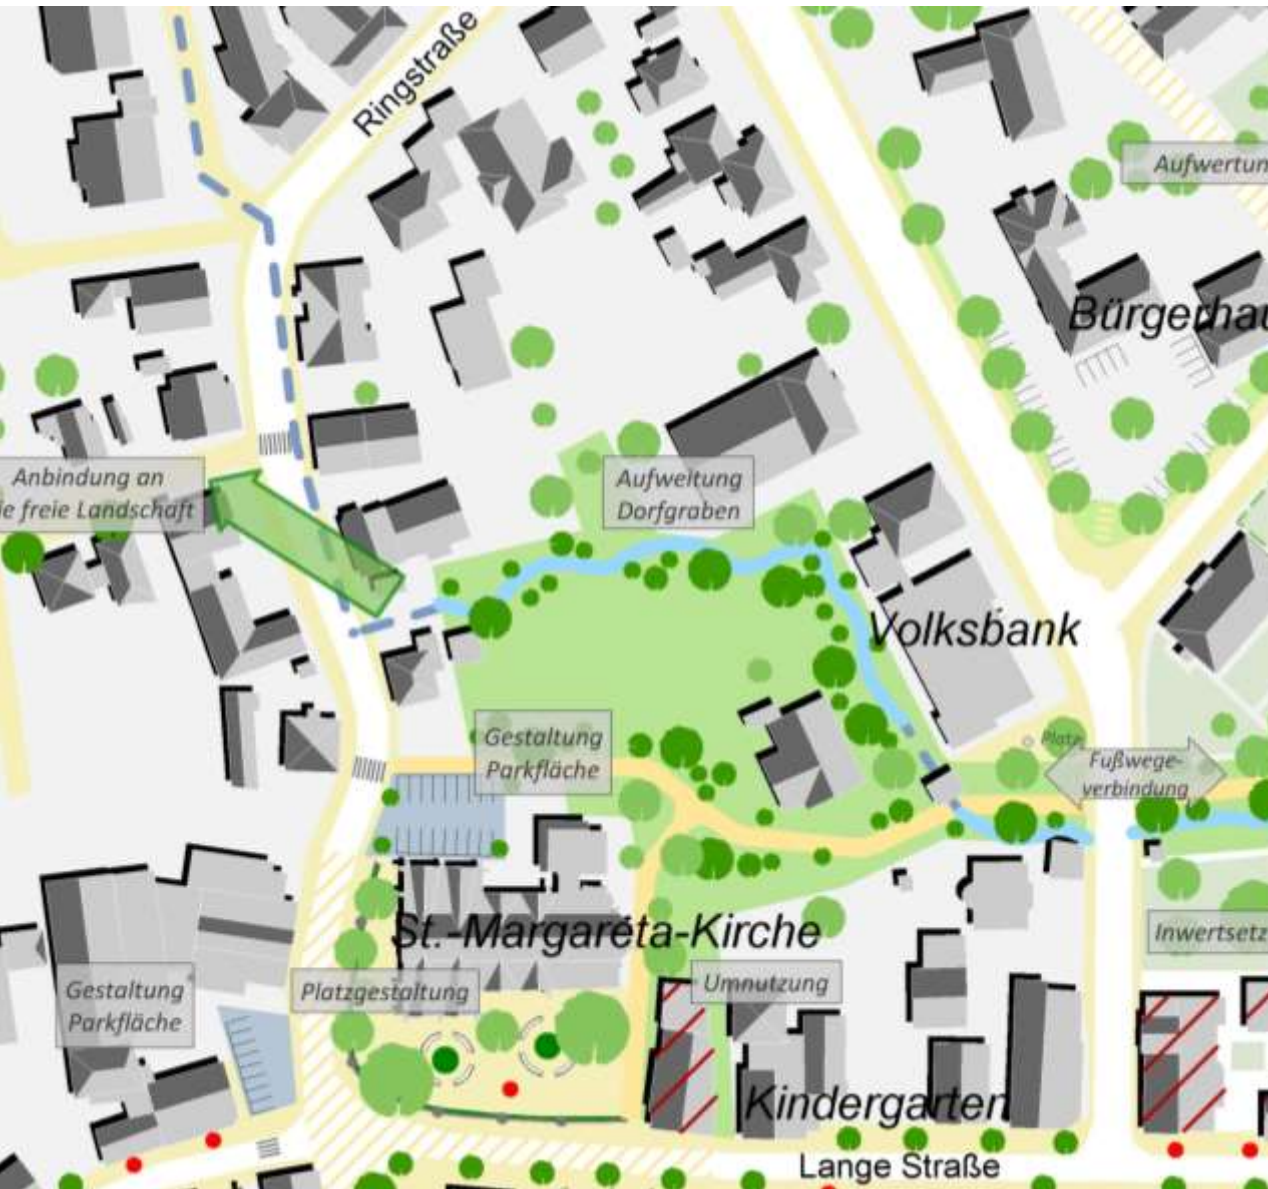 Ringstraße
Aufwertun
Bürgerhau
Anbindung an
ie freie Landschaft
Aufweitung
Dorfgraben
Volksbank
Gestaltung
Parkfläche
Platz
Fußwege-
verbindung
St.-Margareta-Kirche
Inwertsetz
Gestaltung
Parkfläche
Platzgestaltung
Umnutzung
Kindergarten
Lange Straße